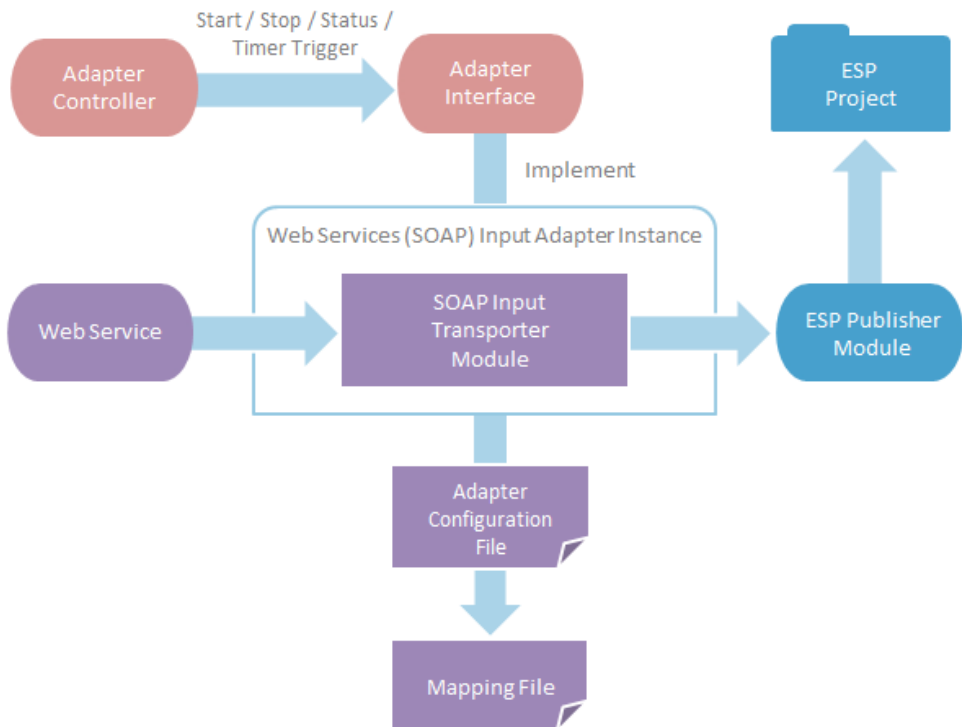 Start / Stop / Status /
Timer Trigger
Adapter
Controller
Adapter
Interface
ESP
Project
Implement
Web Services (SOAP) Input Adapter Instance
Web Service
SOAP Input
Transporter
Module
ESP Publisher
Module
Adapter
Configuration
File
Mapping File